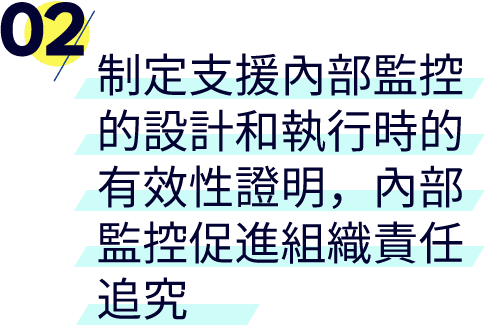 02
制定支援內部監控
的設計和執行時的
有效性證明，內部
監控促進組織責任
追究